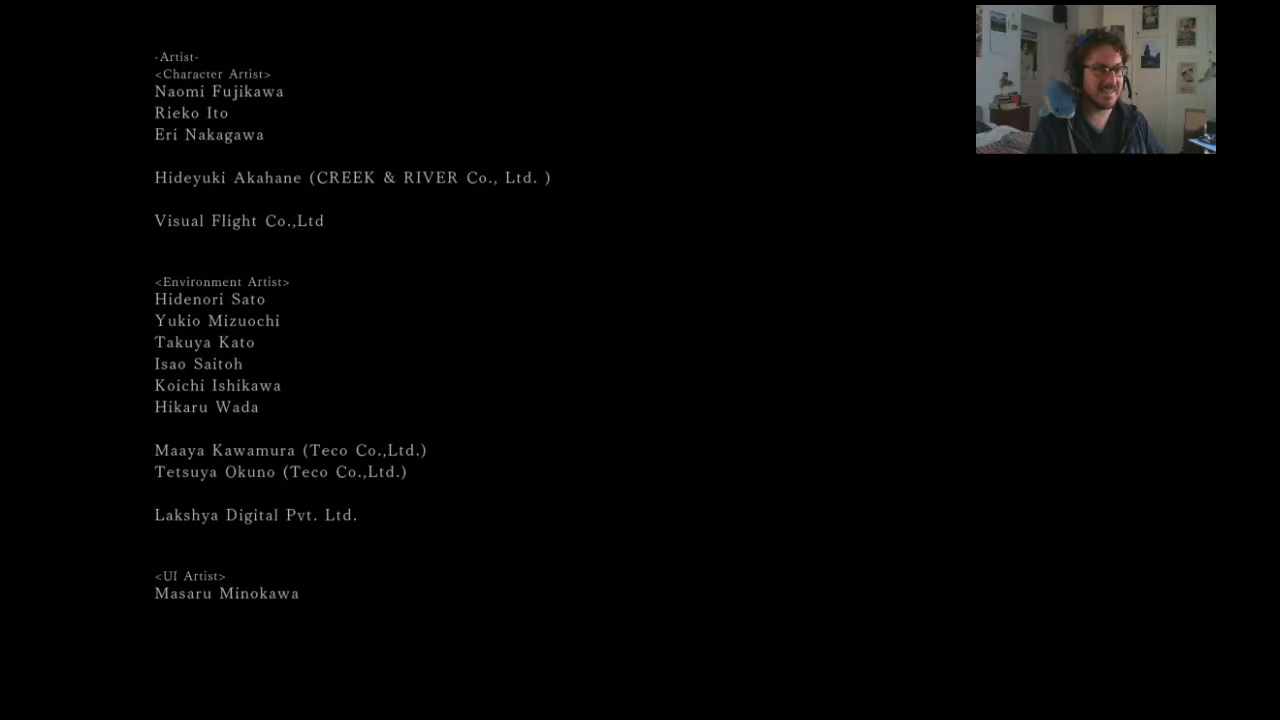 -Artist-
<Character Artist>
Naomi Fujikawa
Rieko Ito
Eri Nakagawa
Hideyuki Akahane (CREEK & RIVER Co., Ltd. )
Visual Flight Co.,Ltd
<Environment Artist>
Hidenori Sato
Yukio Mizuochi
Takuya Kato
Isao Saitoh
Koichi Ishikawa
Hikaru Wada
Maaya Kawamura (Teco Co.,Ltd.)
Tetsuya Okuno (Teco Co.,Ltd.)
Lakshya Digital Pvt. Ltd.
<UI Artist>
Masaru Minokawa